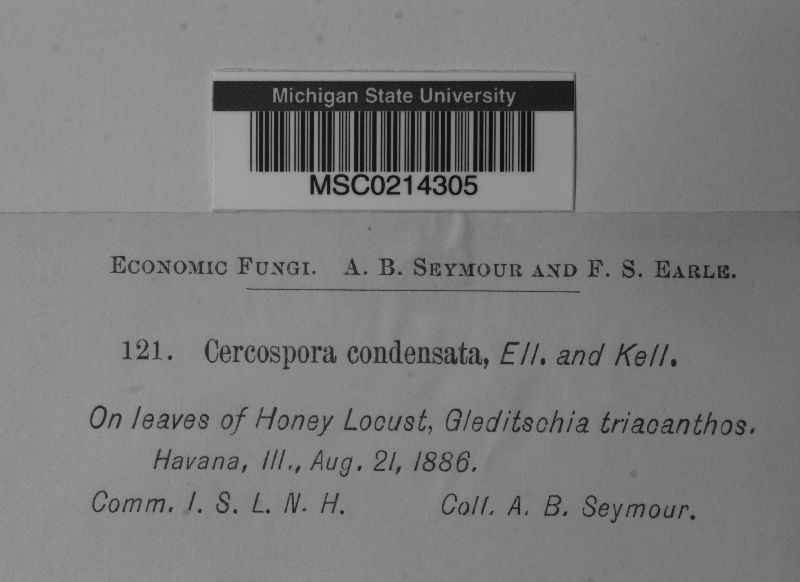 Michigan State University
MSC0214305
Economic Fungi. A. B. Seymour and F. S. Earle.
121. Cercospora condensata, Ell. and Kell.
On leaves of Honey Locust, Gleditschia triacanthos.
Havana, Ill., Aug. 21, 1886.
Comm. I. S. L. N. H. Coll. A. B. Seymour.